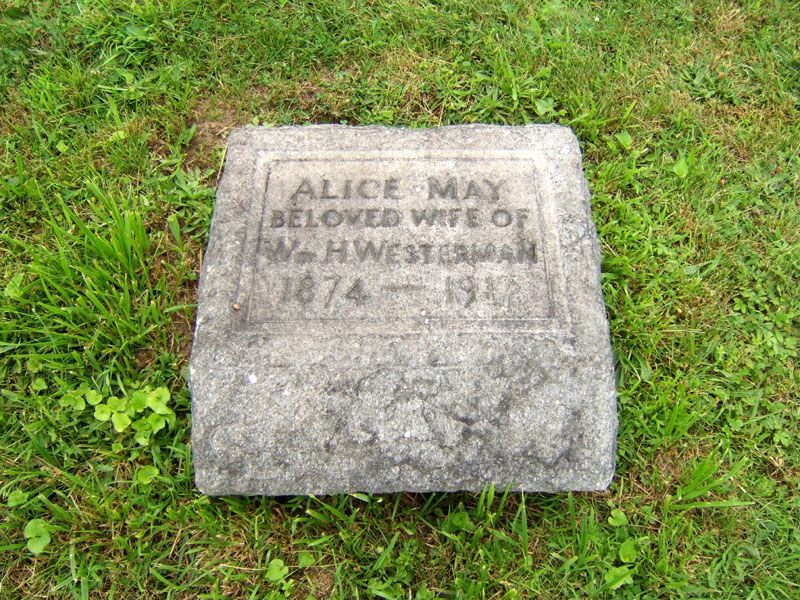 ALICE MAY
BELOVED WIFE OF
Wm H. WESTERMAN
1874 —